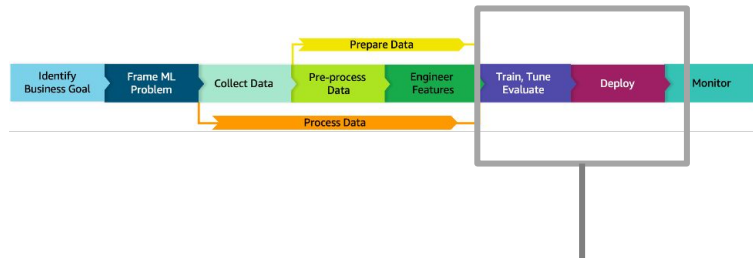 Prepare Data
Identify
Business Goal
Frame ML
Problem
Collect Data
Pre-process
Data
Engineer
Features
Train, Tune
Evaluate
Deploy
Monitor
Process Data